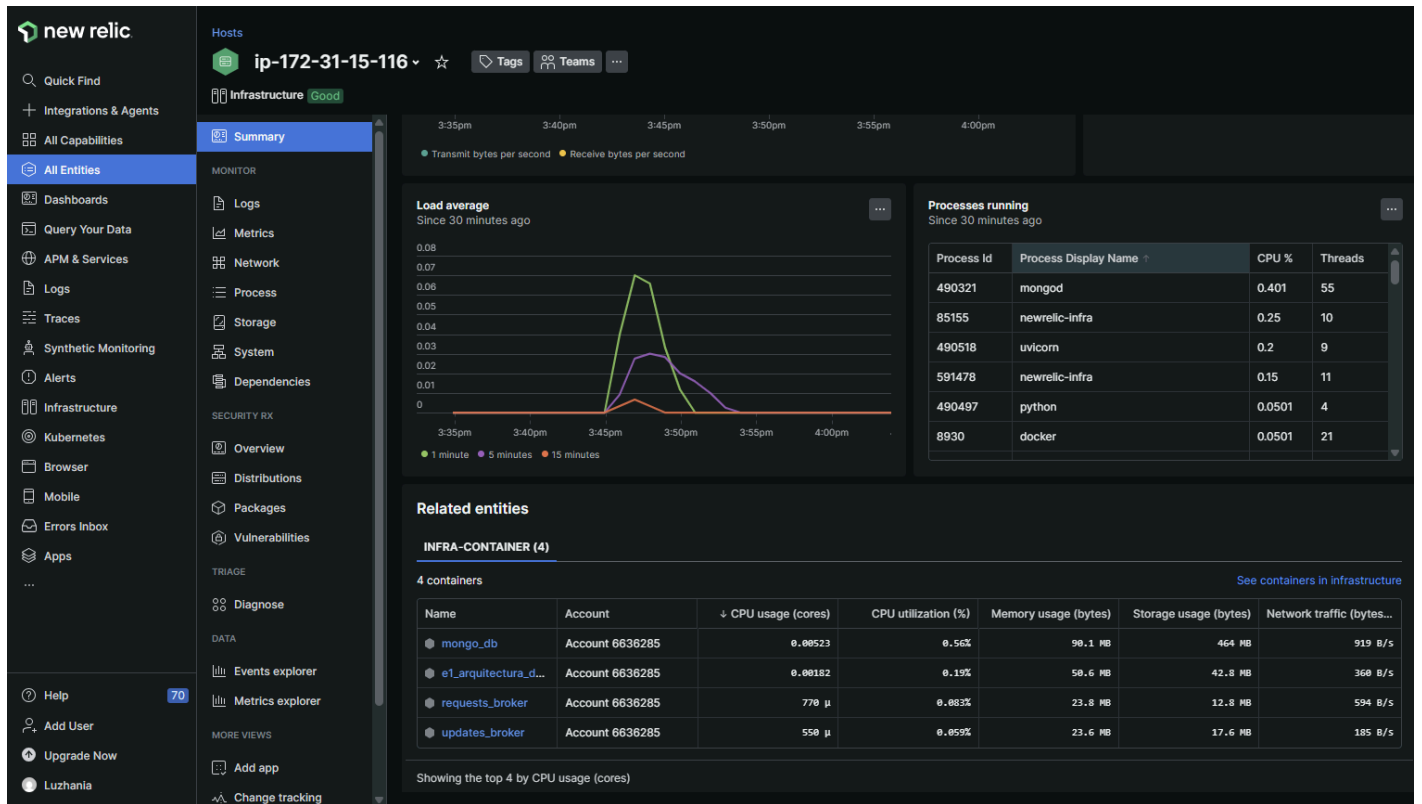 new relic
Quick Find
Integrations & Agents
All Capabilities
All Entities
Dashboards
Query Your Data
APM & Services
Logs
Traces
Synthetic Monitoring
Alerts
Infrastructure
Kubernetes
Browser
Mobile
Errors Inbox
Apps
...
Help 70
Add User
Upgrade Now
Luzhania
Hosts
ip-172-31-15-116 Tags Teams ...
Infrastructure Good
Summary
MONITOR
Logs
Metrics
Network
Process
Storage
System
Dependencies
SECURITY RX
Overview
Distributions
Packages
Vulnerabilities
TRIAGE
Diagnose
DATA
Events explorer
Metrics explorer
MORE VIEWS
Add app
Change tracking
3:35pm 3:40pm 3:45pm 3:50pm 3:55pm 4:00pm
Transmit bytes per second Receive bytes per second
Load average
Since 30 minutes ago
...
0.08
0.07
0.06
0.05
0.04
0.03
0.02
0.01
0
3:35pm 3:40pm 3:45pm 3:50pm 3:55pm 4:00pm
1 minute 5 minutes 15 minutes
Processes running
Since 30 minutes ago
...
Process Id Process Display Name ↑ CPU % Threads
490321 mongod 0.401 55
85155 newrelic-infra 0.25 10
490518 uvicorn 0.2 9
591478 newrelic-infra 0.15 11
490497 python 0.0501 4
8930 docker 0.0501 21
Related entities
INFRA-CONTAINER (4)
4 containers See containers in infrastructure
Name Account ↓ CPU usage (cores) CPU utilization (%) Memory usage (bytes) Storage usage (bytes) Network traffic (bytes...
mongo_db Account 6636285 0.00523 0.56% 90.1 MB 464 MB 919 B/s
e1_arquitectura_d... Account 6636285 0.00182 0.19% 50.6 MB 42.8 MB 360 B/s
requests_broker Account 6636285 770 µ 0.083% 23.8 MB 12.8 MB 594 B/s
updates_broker Account 6636285 550 µ 0.059% 23.6 MB 17.6 MB 185 B/s
Showing the top 4 by CPU usage (cores)